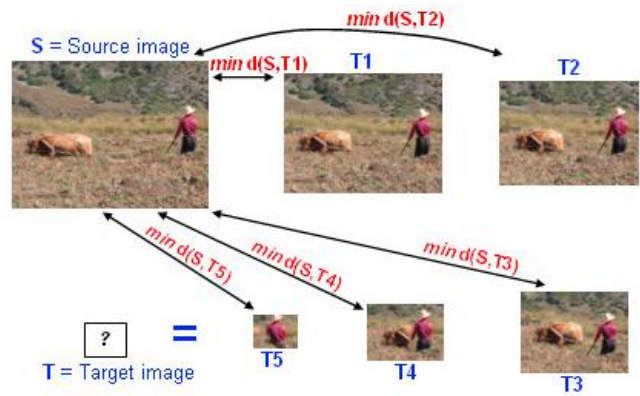 min d(S,T2)
S = Source image
min d(S,T1)
T1
T2
min d(S,T5)
min d(S,T4)
min d(S,T3)
? =
T5
T4
T3
T = Target image